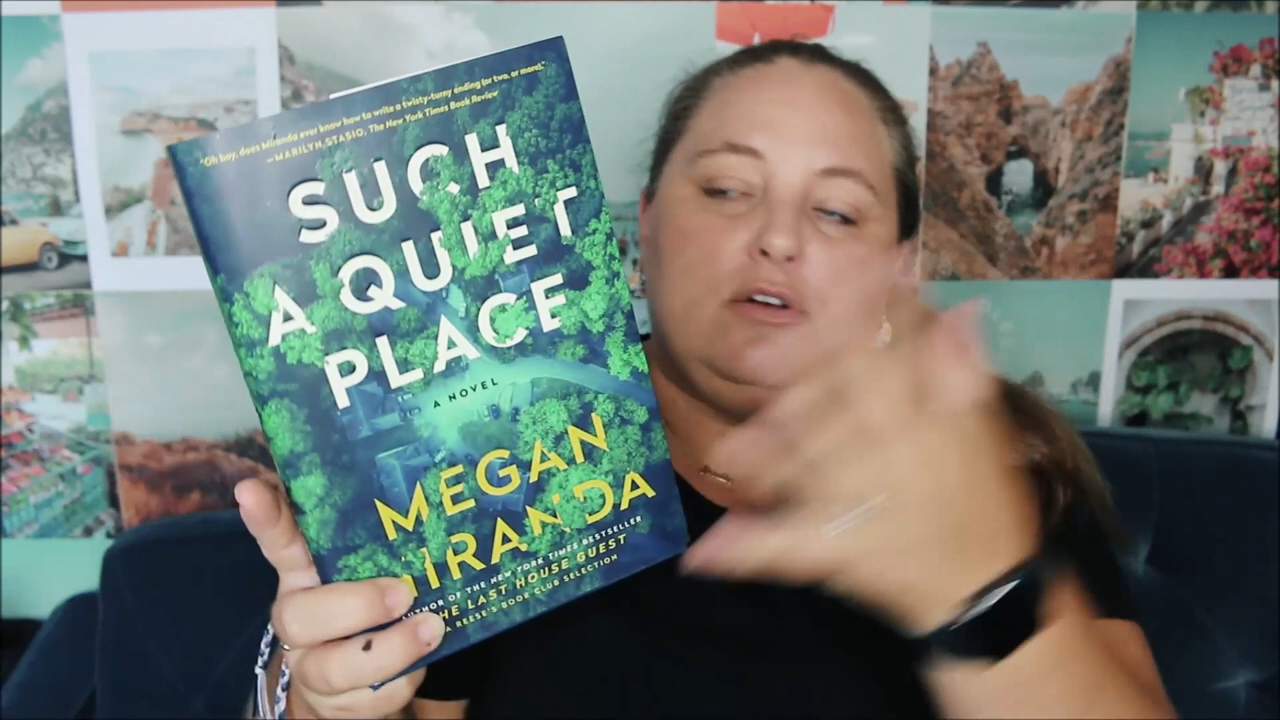 "Oh boy, does Miranda ever know how to write a twisty-turny ending (or two, or more)."
—MARILYN STASIO, The New York Times Book Review
SUCH
A QUIET
PLACE
A NOVEL
MEGAN
MIRANDA
AUTHOR OF THE NEW YORK TIMES BESTSELLER
THE LAST HOUSE GUEST
A REESE'S BOOK CLUB SELECTION